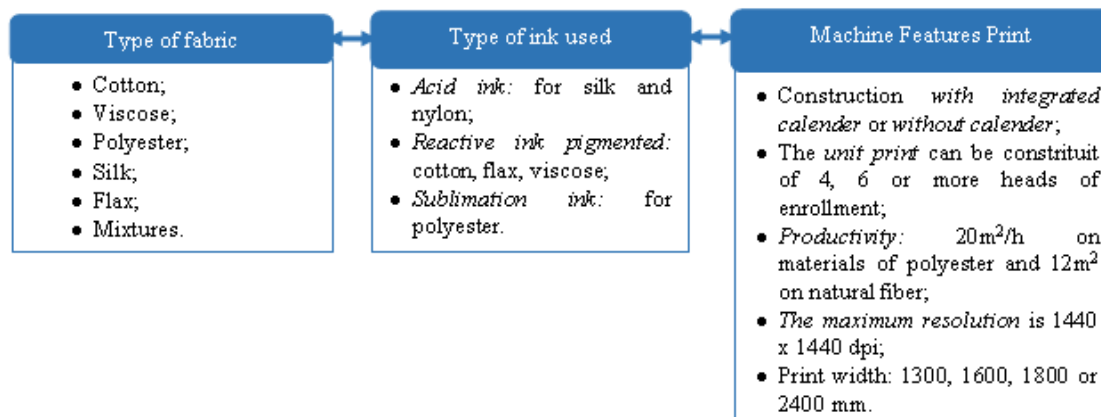 Type of fabric
● Cotton;
● Viscose;
● Polyester;
● Silk;
● Flax;
● Mixtures.
Type of ink used
● Acid ink: for silk and
nylon;
● Reactive ink pigmented:
cotton, flax, viscose;
● Sublimation ink: for
polyester.
Machine Features Print
● Construction with integrated
calender or without calender;
● The unit print can be constrituit
of 4, 6 or more heads of
enrollment;
● Productivity: 20m²/h on
materials of polyester and 12m²
on natural fiber;
● The maximum resolution is 1440
x 1440 dpi;
● Print width: 1300, 1600, 1800 or
2400 mm.